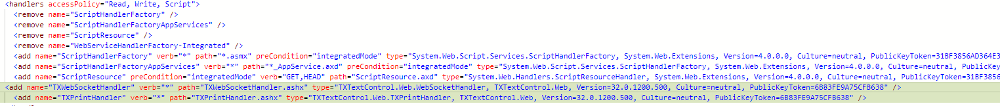 <handlers accessPolicy="Read, Write, Script">
<remove name="ScriptHandlerFactory" />
<remove name="ScriptHandlerFactoryAppServices" />
<remove name="ScriptResource" />
<remove name="WebServiceHandlerFactory-Integrated" />
<add name="ScriptHandlerFactory" verb="*" path="*.asmx" preCondition="integratedMode" type="System.Web.Script.Services.ScriptHandlerFactory, System.Web.Extensions, Version=4.0.0.0, Culture=neutral, PublicKeyToken=31BF3856AD364E3
<add name="ScriptHandlerFactoryAppServices" verb="*" path="*_AppService.axd" preCondition="integratedMode" type="System.Web.Script.Services.ScriptHandlerFactory, System.Web.Extensions, Version=4.0.0.0, Culture=neutral, PublicKey
<add name="ScriptResource" preCondition="integratedMode" verb="GET,HEAD" path="ScriptResource.axd" type="System.Web.Handlers.ScriptResourceHandler, System.Web.Extensions, Version=4.0.0.0, Culture=neutral, PublicKeyToken=31BF3856
<add name="TXWebSocketHandler" verb="*" path="TXWebSocketHandler.ashx" type="TXTextControl.Web.WebSocketHandler, TXTextControl.Web, Version=32.0.1200.500, Culture=neutral, PublicKeyToken=6B83FE9A75CFB638" />
<add name="TXPrintHandler" verb="*" path="TXPrintHandler.ashx" type="TXTextControl.Web.TXPrintHandler, TXTextControl.Web, Version=32.0.1200.500, Culture=neutral, PublicKeyToken=6B83FE9A75CFB638" />